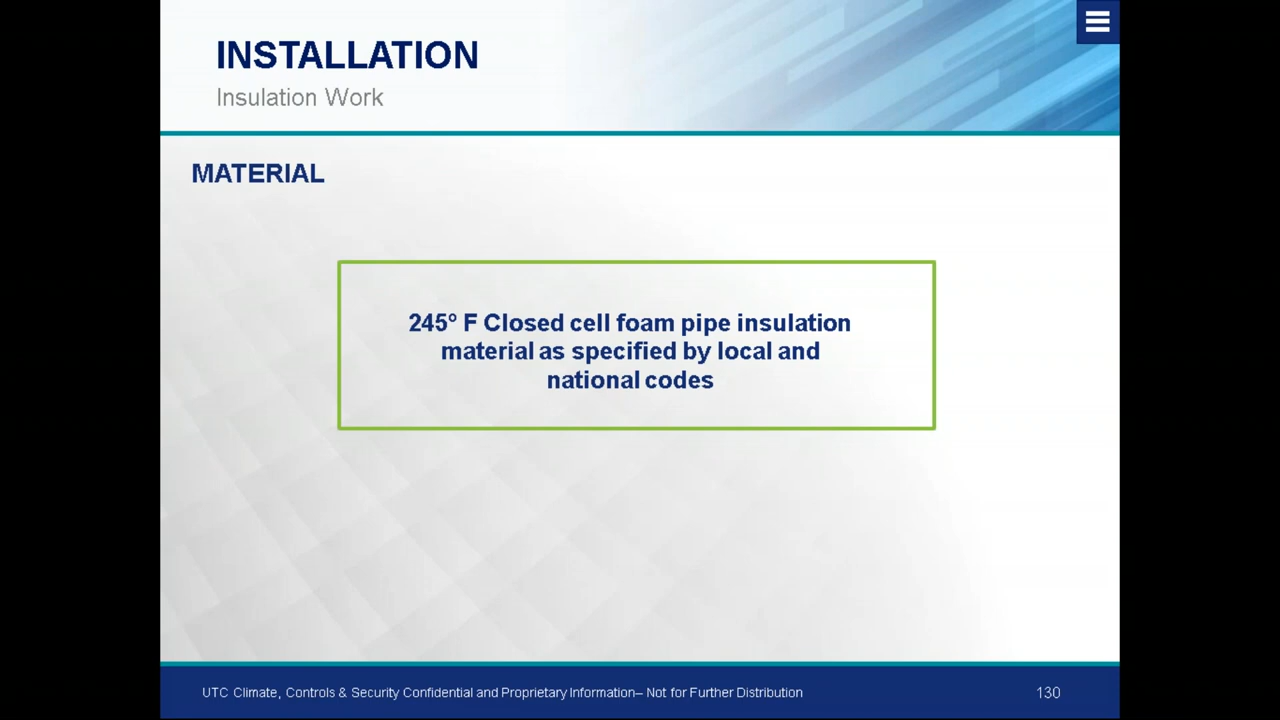 INSTALLATION
Insulation Work
MATERIAL
245° F Closed cell foam pipe insulation
material as specified by local and
national codes
UTC Climate, Controls & Security Confidential and Proprietary Information– Not for Further Distribution
130